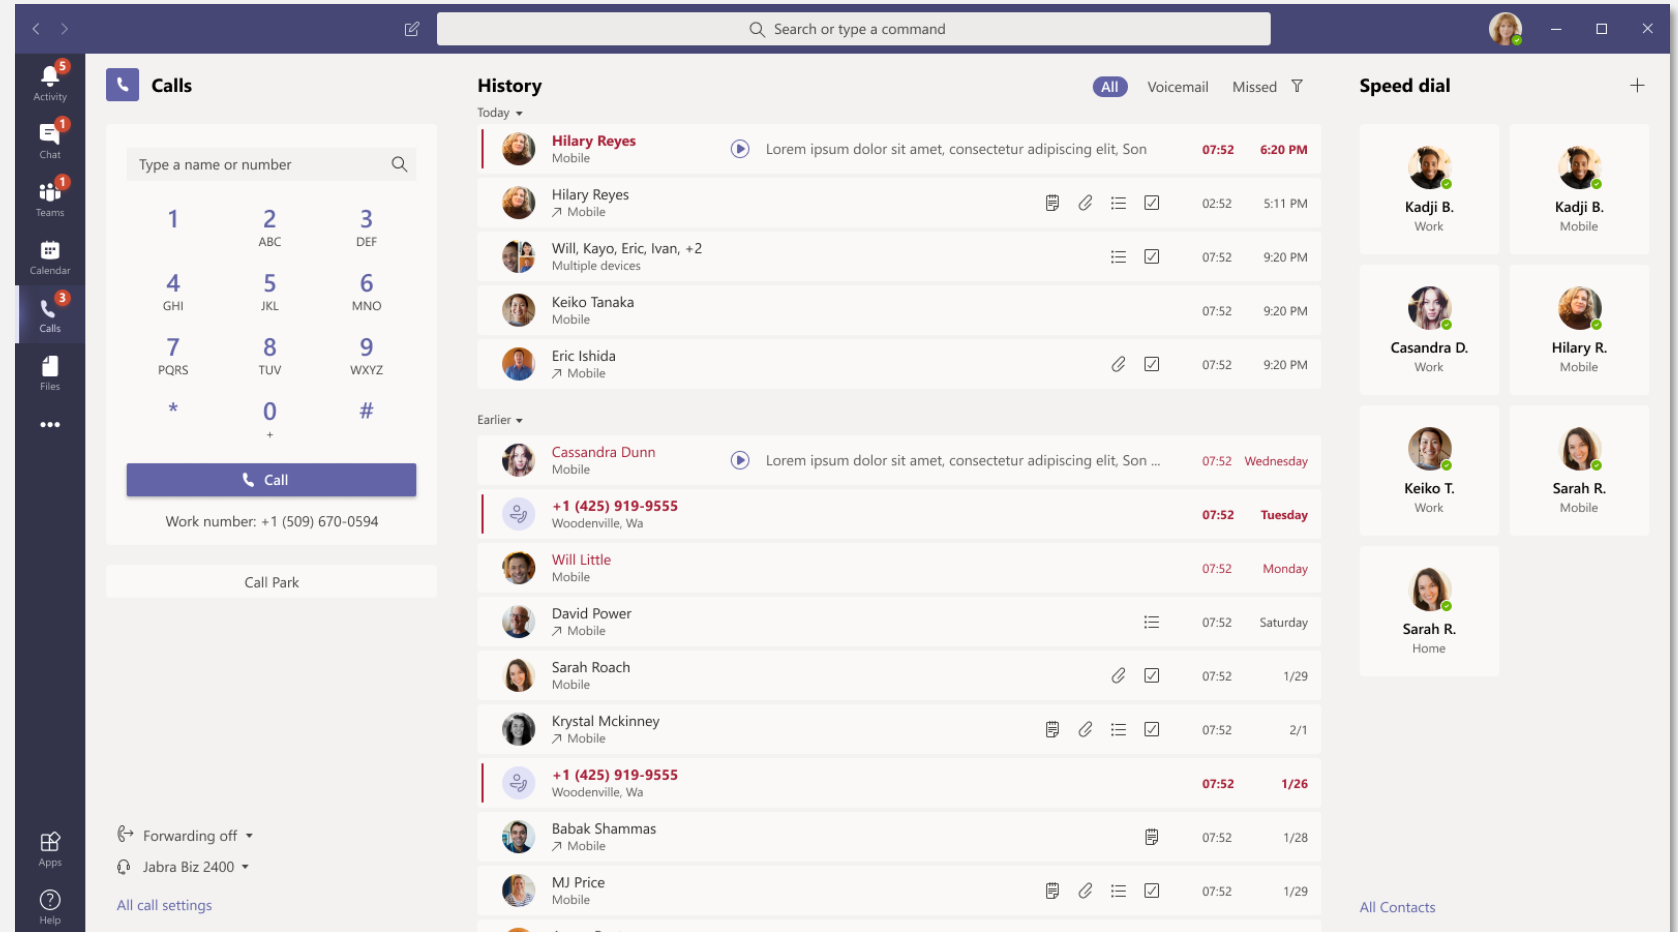 Search or type a command
5
Activity
1
Chat
1
Teams
Calendar
3
Calls
Files
Apps
Help
Calls
Type a name or number
1 2 3
ABC DEF
4 5 6
GHI JKL MNO
7 8 9
PQRS TUV WXYZ
* 0 #
+
Call
Work number: +1 (509) 670-0594
Call Park
Forwarding off
Jabra Biz 2400
All call settings
History
All Voicemail Missed
Today
Hilary Reyes
Mobile
Lorem ipsum dolor sit amet, consectetur adipiscing elit, Son
07:52 6:20 PM
Hilary Reyes
Mobile
02:52 5:11 PM
Will, Kayo, Eric, Ivan, +2
Multiple devices
07:52 9:20 PM
Keiko Tanaka
Mobile
07:52 9:20 PM
Eric Ishida
Mobile
07:52 9:20 PM
Earlier
Cassandra Dunn
Mobile
Lorem ipsum dolor sit amet, consectetur adipiscing elit, Son ...
07:52 Wednesday
+1 (425) 919-9555
Woodenville, Wa
07:52 Tuesday
Will Little
Mobile
07:52 Monday
David Power
Mobile
07:52 Saturday
Sarah Roach
Mobile
07:52 1/29
Krystal Mckinney
Mobile
07:52 2/1
+1 (425) 919-9555
Woodenville, Wa
07:52 1/26
Babak Shammas
Mobile
07:52 1/28
MJ Price
Mobile
07:52 1/29
Speed dial
Kadji B.
Work
Kadji B.
Mobile
Casandra D.
Work
Hilary R.
Mobile
Keiko T.
Work
Sarah R.
Mobile
Sarah R.
Home
All Contacts